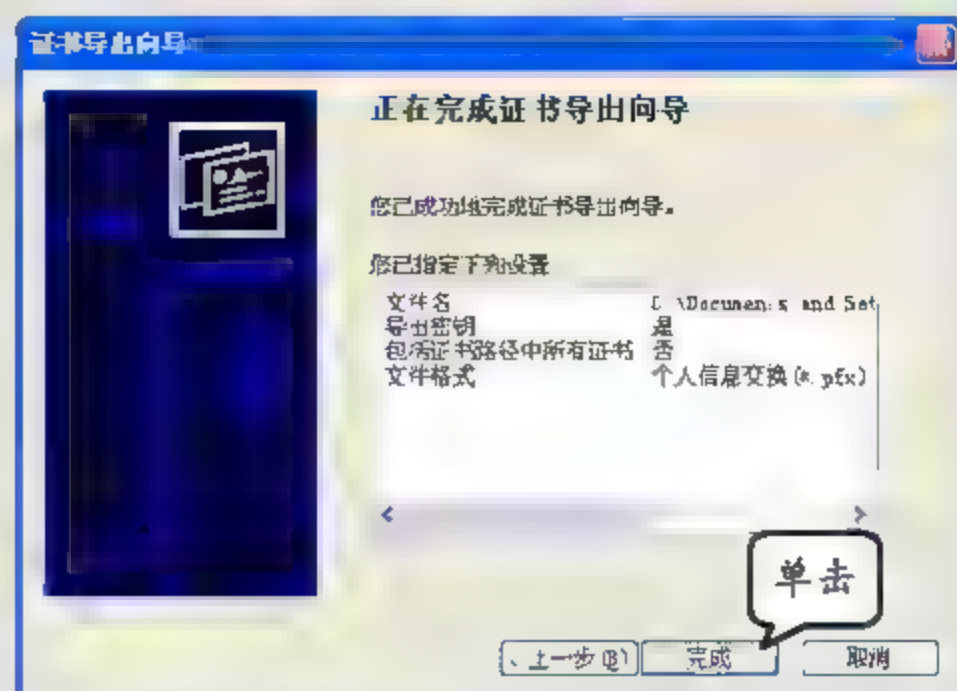 证书导出向导
正在完成证书导出向导
您已成功地完成证书导出向导。
您已指定下列设置
文件名 \Documents and Set
导出密钥 是
包括证书路径中所有证书 否
文件格式 个人信息交换(*.pfx)
单击
上一步(B) 完成 取消